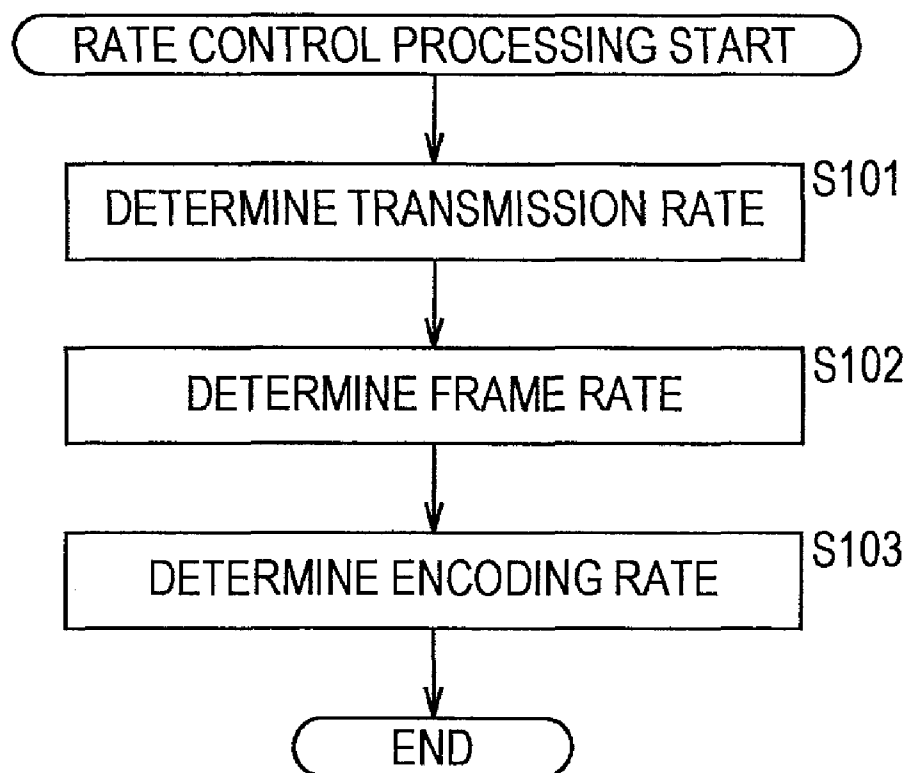 RATE CONTROL PROCESSING START
S101
DETERMINE TRANSMISSION RATE
S102
DETERMINE FRAME RATE
S103
DETERMINE ENCODING RATE
END